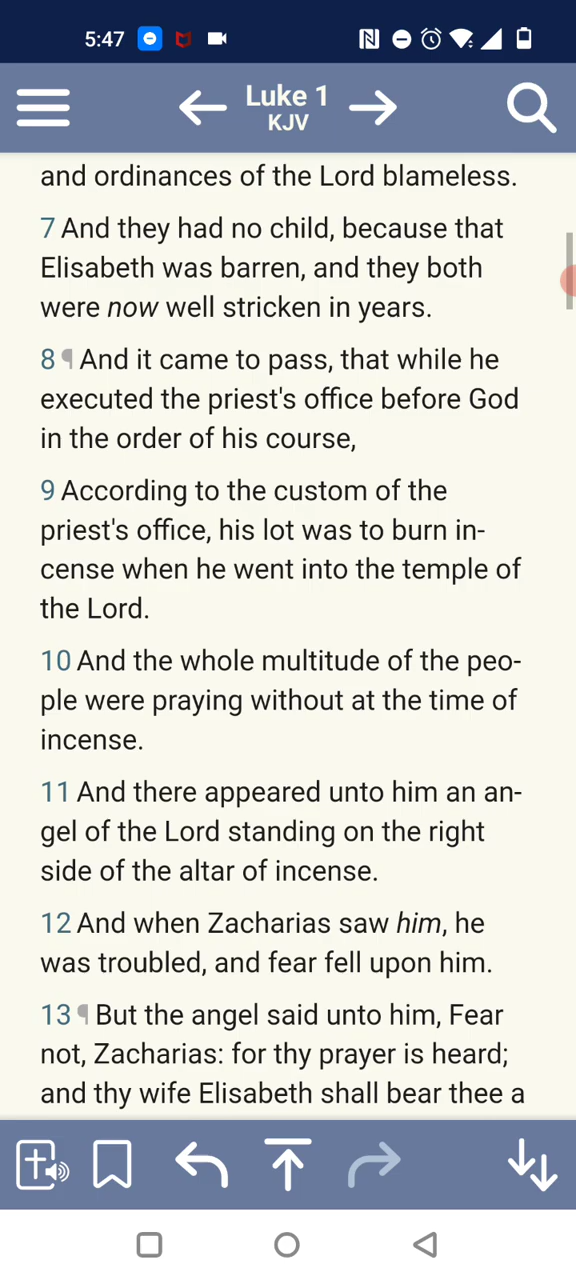 5:47
Luke 1
KJV
and ordinances of the Lord blameless.
7 And they had no child, because that
Elisabeth was barren, and they both
were now well stricken in years.
8 ¶ And it came to pass, that while he
executed the priest's office before God
in the order of his course,
9 According to the custom of the
priest's office, his lot was to burn in-
cense when he went into the temple of
the Lord.
10 And the whole multitude of the peo-
ple were praying without at the time of
incense.
11 And there appeared unto him an an-
gel of the Lord standing on the right
side of the altar of incense.
12 And when Zacharias saw him, he
was troubled, and fear fell upon him.
13 ¶ But the angel said unto him, Fear
not, Zacharias: for thy prayer is heard;
and thy wife Elisabeth shall bear thee a